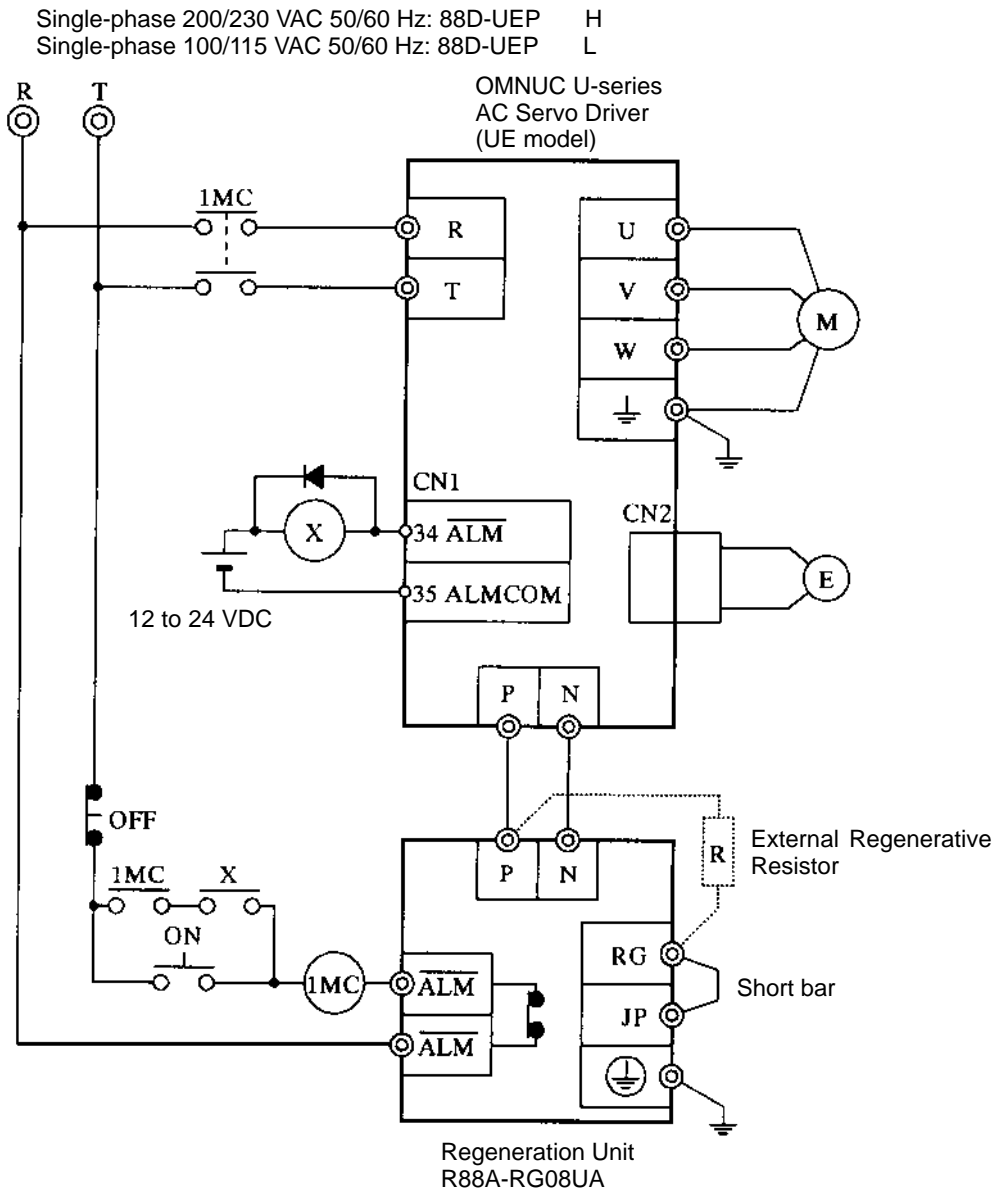 Single-phase 200/230 VAC 50/60 Hz: 88D-UEP H
Single-phase 100/115 VAC 50/60 Hz: 88D-UEP L
R
T
OMNUC U-series
AC Servo Driver
(UE model)
1MC
R
T
U
V
W
M
CN1
X
34 ALM
35 ALMCOM
12 to 24 VDC
CN2
E
P
N
OFF
1MC
X
ON
1MC
P
N
R
External Regenerative
Resistor
ALM
ALM
RG
JP
Short bar
Regeneration Unit
R88A-RG08UA